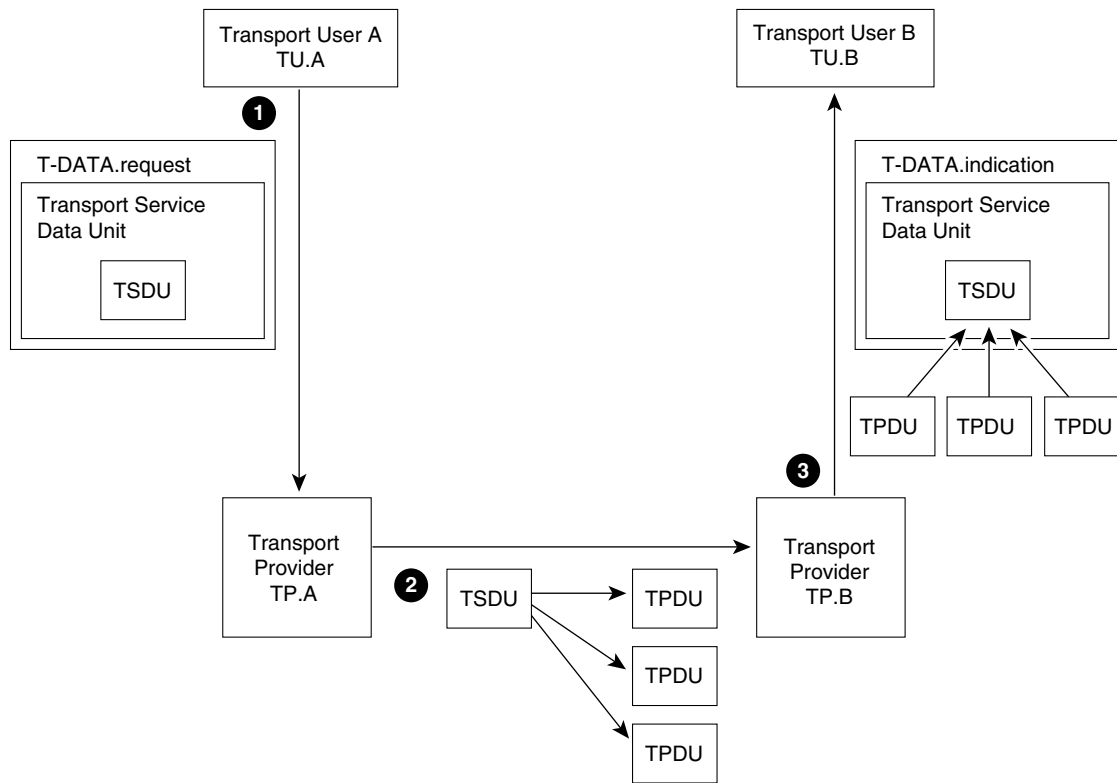 Transport User A
TU.A
Transport User B
TU.B
1
T-DATA.request
Transport Service
Data Unit
TSDU
T-DATA.indication
Transport Service
Data Unit
TSDU
TPDU
TPDU
TPDU
3
Transport
Provider
TP.A
Transport
Provider
TP.B
2
TSDU
TPDU
TPDU
TPDU